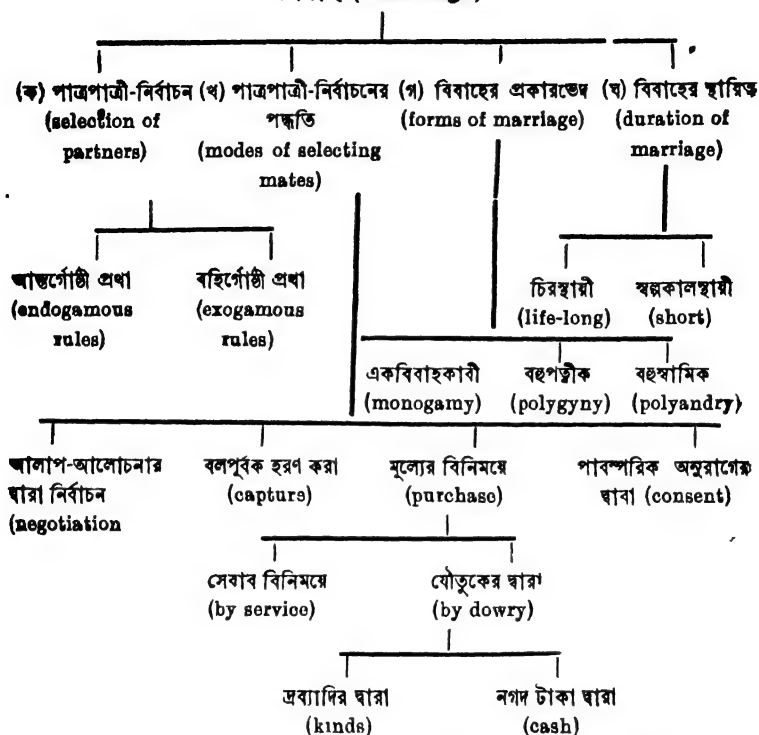 (ক) পাত্রপাত্রী-নির্বাচন (খ) পাত্রপাত্রী-নির্বাচনের (গ) বিবাহের প্রকারভেদ (ঘ) বিবাহের স্থায়িত্ব
(selection of partners)
পদ্ধতি
(modes of selecting mates)
(forms of marriage)
(duration of marriage)
আন্তর্গোষ্ঠী প্রথা
(endogamous rules)
বহির্গোষ্ঠী প্রথা
(exogamous rules)
চিরস্থায়ী
(life-long)
স্বল্পকালস্থায়ী
(short)
একবিবাহকাবী
(monogamy)
বহুপত্নীক
(polygyny)
বহুস্বামিক
(polyandry)
আলাপ-আলোচনার
দ্বারা নির্বাচন
(negotiation
বলপূর্বক হরণ করা
(capture)
মূল্যের বিনিময়ে
(purchase)
পাবস্পরিক অনুরাগের
দ্বাবা (consent)
সেবাব বিনিময়ে
(by service)
যৌতুকের দ্বারা
(by dowry)
দ্রব্যাদির দ্বারা
(kinds)
নগদ টাকা দ্বারা
(cash)